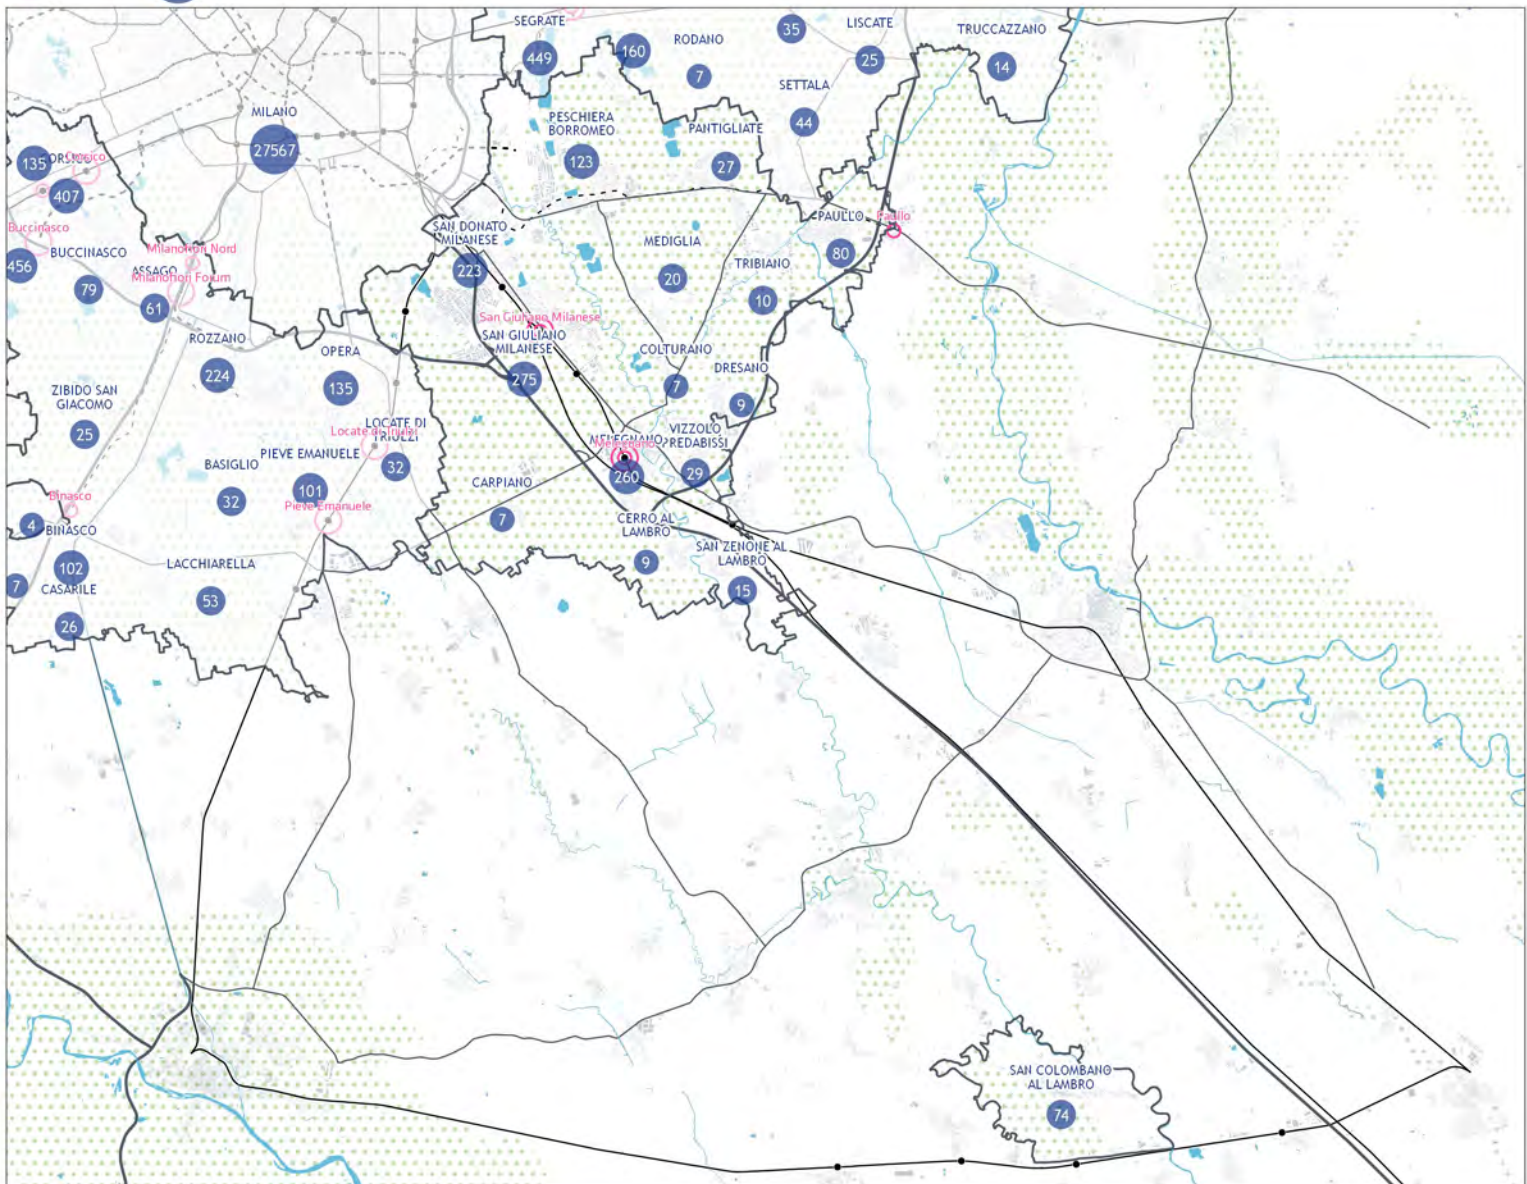 SEGRATE
449
160
RODANO
7
35
LISCATE
25
TRUCCAZZANO
14
SETTALA
44
MILANO
27567
PESCHIERA
BORROMEO
123
PANTIGLIATE
27
135
Corsico
407
Buccinasco
456
BUCCINASCO
79
Milanofiori Nord
ASSAGO
Milanofiori Forum
61
SAN DONATO
MILANESE
223
MEDIGLIA
20
TRIBIANO
10
PAULLO
Paullo
80
ROZZANO
224
OPERA
135
San Giuliano Milanese
SAN GIULIANO
MILANESE
275
COLTURANO
7
DRESANO
9
ZIBIDO SAN
GIACOMO
25
LOCATE DI
TRIULZI
Locate di Triulzi
32
BASIGLIO
32
PIEVE EMANUELE
101
Pieve Emanuele
MELEGNANO
Melegnano
260
VIZZOLO
PREDABISSI
29
CARPIANO
7
Binasco
4
BINASCO
102
CERRO AL
LAMBRO
9
SAN ZENONE AL
LAMBRO
15
7
CASARILE
26
LACCHIARELLA
53
SAN COLOMBANO
AL LAMBRO
74